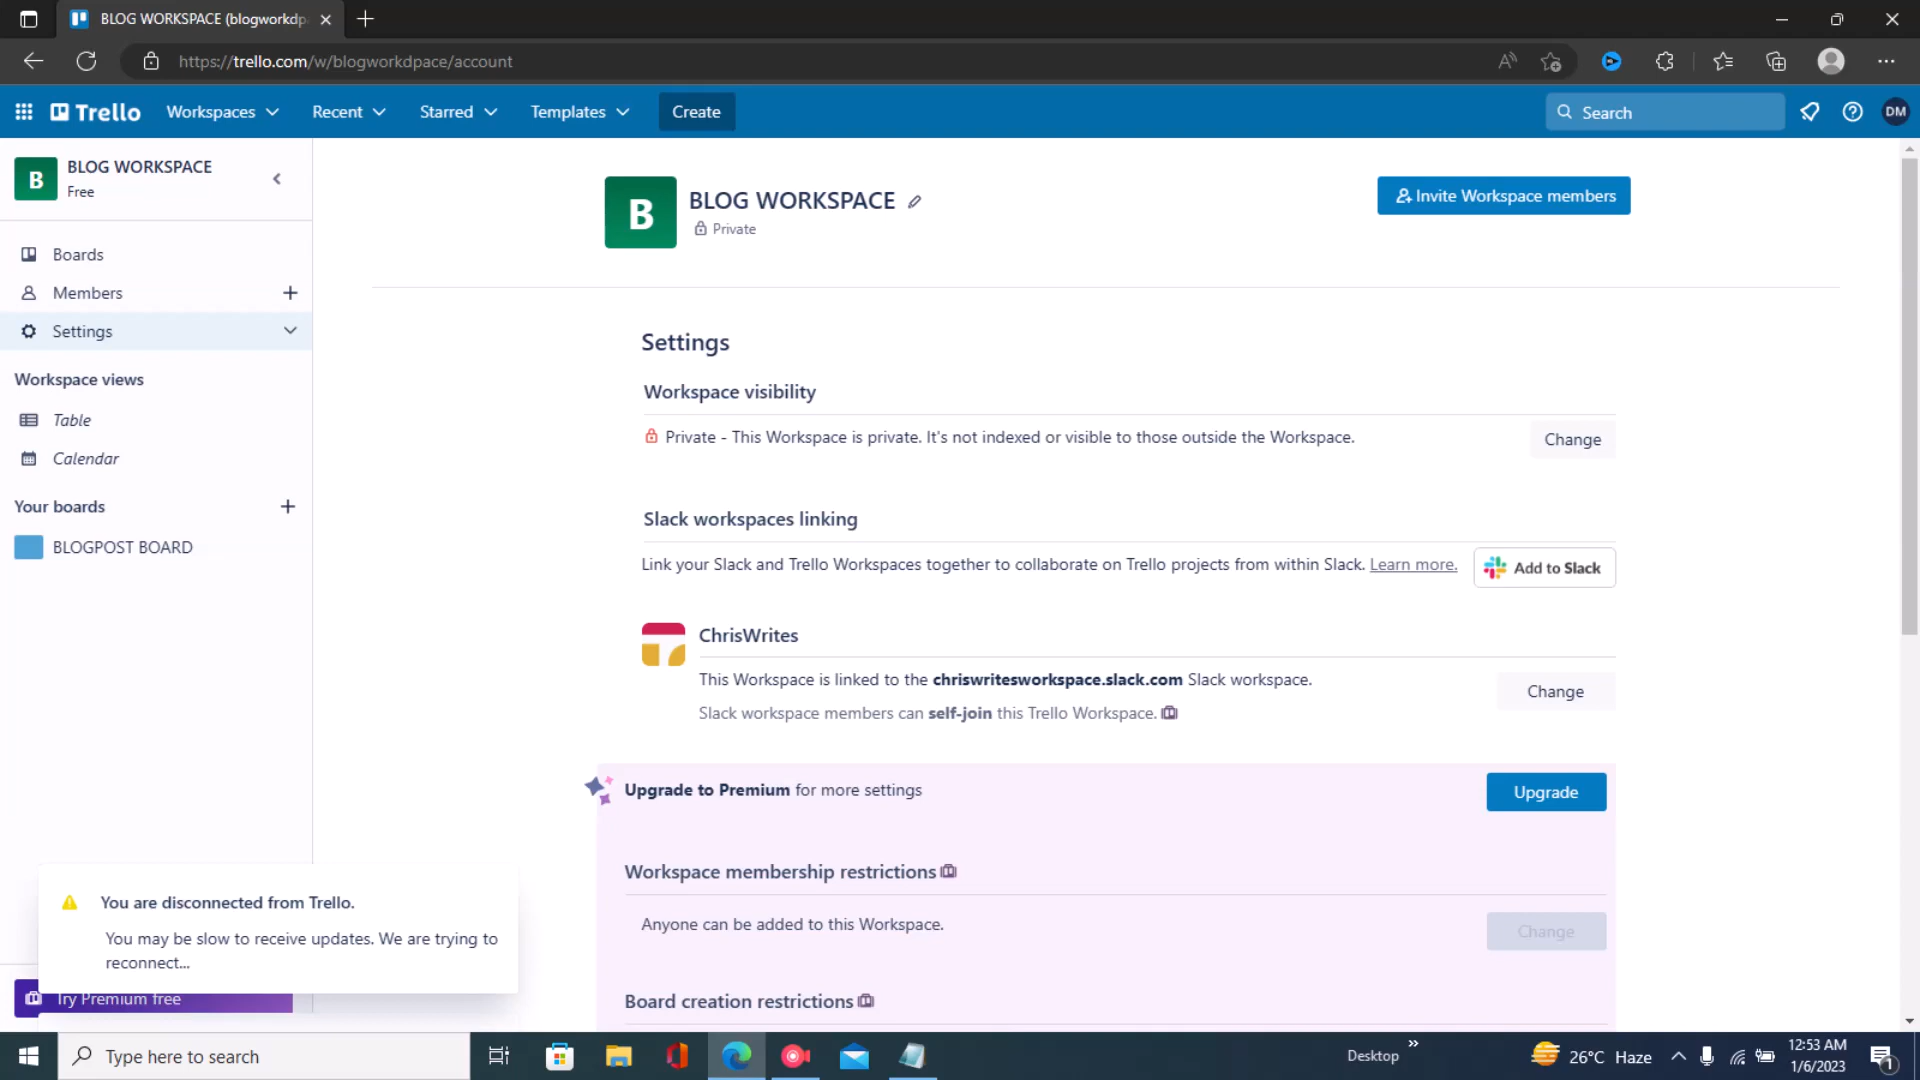 BLOG WORKSPACE (blogworkdp
https://trello.com/w/blogworkdpace/account
Trello
Workspaces
Recent
Starred
Templates
Create
Search
DM
B
BLOG WORKSPACE
Free
Boards
Members
Settings
Workspace views
Table
Calendar
Your boards
BLOGPOST BOARD
B
BLOG WORKSPACE
Private
Invite Workspace members
Settings
Workspace visibility
Private - This Workspace is private. It's not indexed or visible to those outside the Workspace.
Change
Slack workspaces linking
Link your Slack and Trello Workspaces together to collaborate on Trello projects from within Slack. Learn more.
Add to Slack
ChrisWrites
This Workspace is linked to the chriswritesworkspace.slack.com Slack workspace.
Change
Slack workspace members can self-join this Trello Workspace.
Upgrade to Premium for more settings
Upgrade
Workspace membership restrictions
Anyone can be added to this Workspace.
Change
Board creation restrictions
You are disconnected from Trello.
You may be slow to receive updates. We are trying to
reconnect...
Try Premium free
Type here to search
Desktop
26°C Haze
12:53 AM
1/6/2023
1